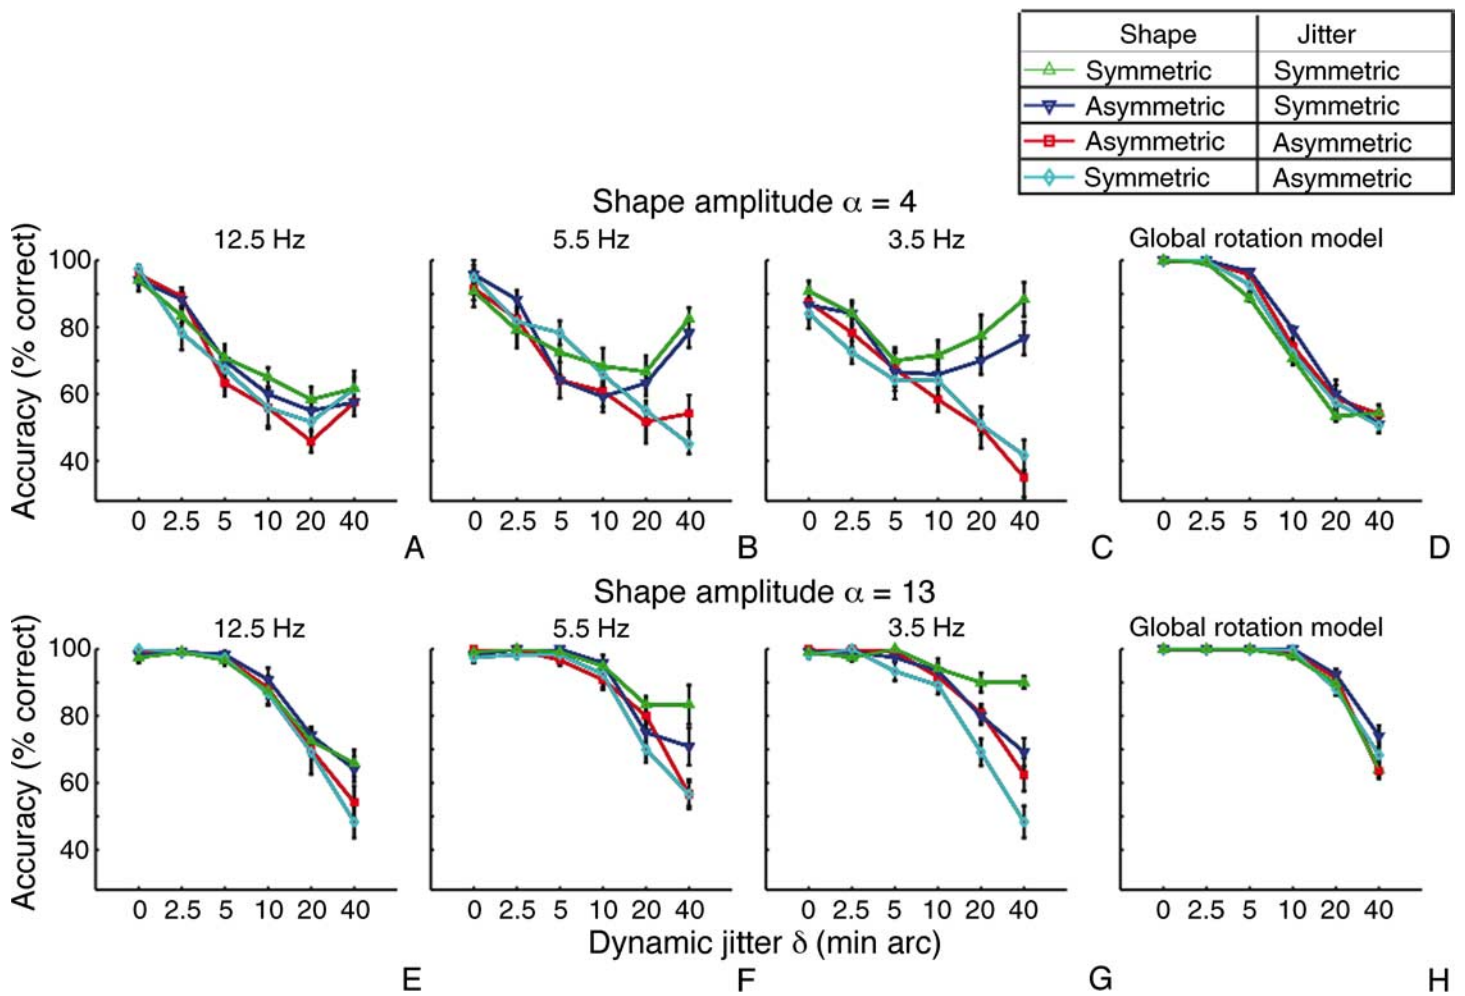 Shape Jitter
Symmetric Symmetric
Asymmetric Symmetric
Asymmetric Asymmetric
Symmetric Asymmetric
Shape amplitude α = 4
12.5 Hz 5.5 Hz 3.5 Hz Global rotation model
Accuracy (% correct)
100
80
60
40
0 2.5 5 10 20 40 0 2.5 5 10 20 40 0 2.5 5 10 20 40 0 2.5 5 10 20 40
A B C D
Shape amplitude α = 13
12.5 Hz 5.5 Hz 3.5 Hz Global rotation model
Accuracy (% correct)
100
80
60
40
0 2.5 5 10 20 40 0 2.5 5 10 20 40 0 2.5 5 10 20 40 0 2.5 5 10 20 40
Dynamic jitter δ (min arc)
E F G H